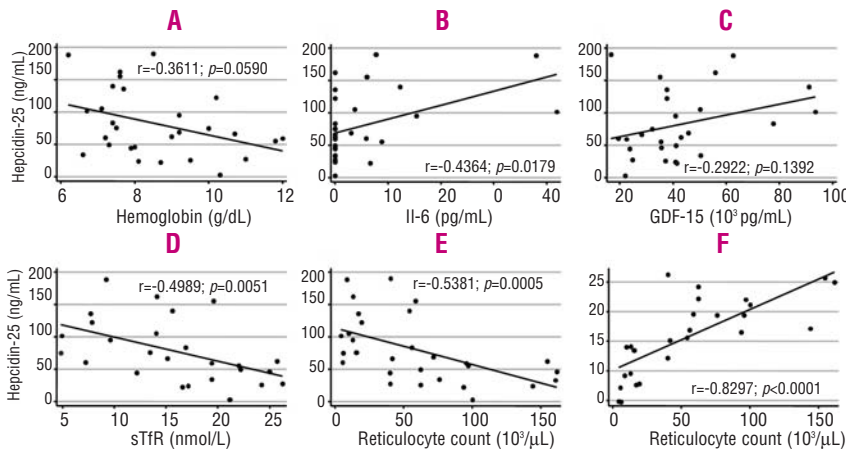 A
B
C
Hepcidin-25 (ng/mL)
200
150
100
50
0
r=-0.3611; p=0.0590
6
8
10
12
Hemoglobin (g/dL)
200
150
100
50
0
r=-0.4364; p=0.0179
0
10
20
0
40
Il-6 (pg/mL)
200
150
100
50
0
r=-0.2922; p=0.1392
20
40
60
80
100
GDF-15 (10³ pg/mL)
D
E
F
Hepcidin-25 (ng/mL)
200
150
100
50
0
r=-0.4989; p=0.0051
5
10
15
20
25
sTfR (nmol/L)
200
150
100
50
0
r=-0.5381; p=0.0005
0
50
100
150
Reticulocyte count (10³/μL)
25
20
15
10
0
r=-0.8297; p<0.0001
0
50
100
150
Reticulocyte count (10³/μL)